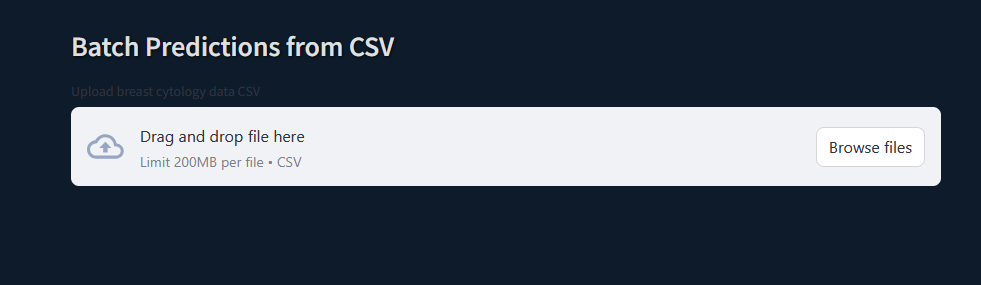 Batch Predictions from CSV
Upload breast cytology data CSV
Drag and drop file here
Limit 200MB per file • CSV
Browse files